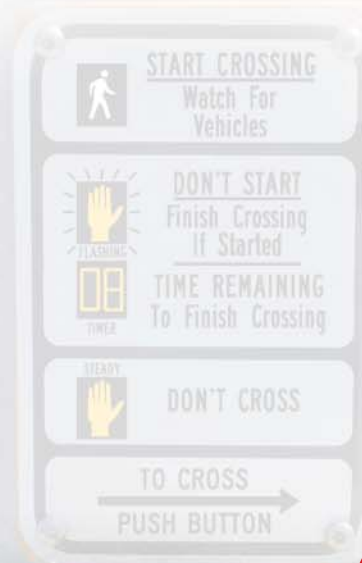 START CROSSING
Watch For
Vehicles
DON'T START
Finish Crossing
If Started
FLASHING
08
TIME REMAINING
To Finish Crossing
TIMER
STEADY
DON'T CROSS
TO CROSS
PUSH BUTTON